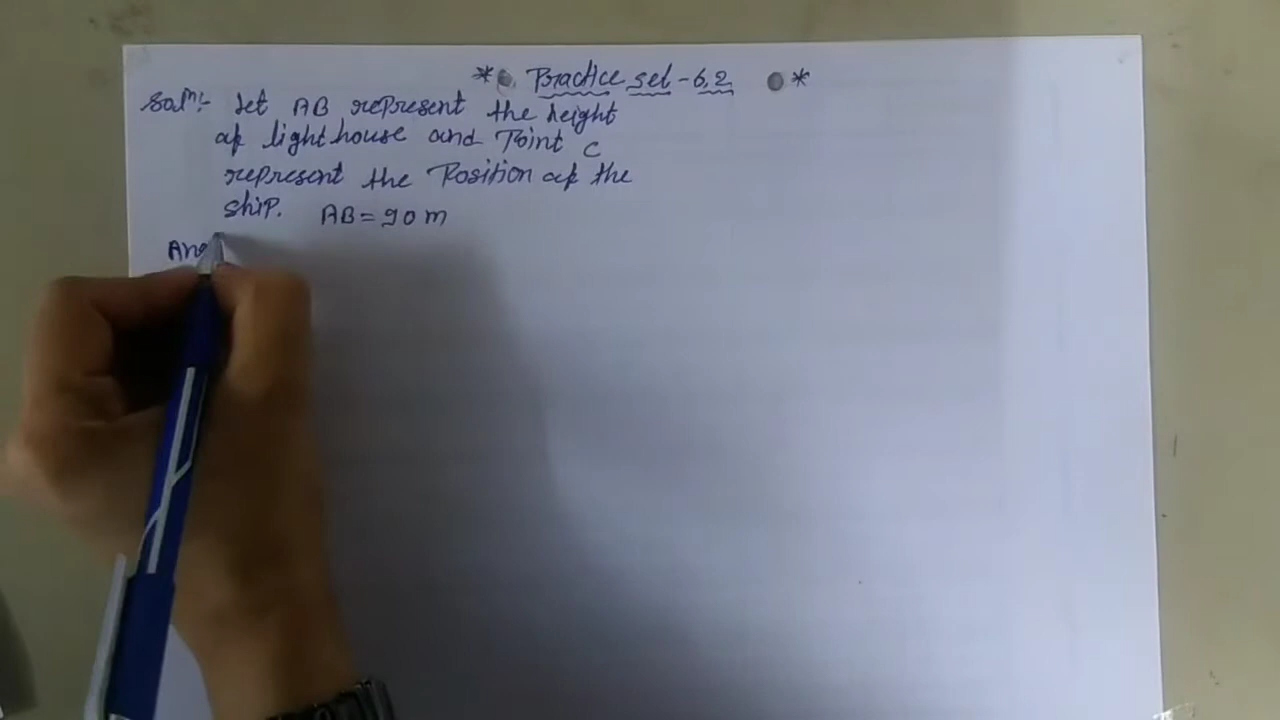 * Practice set - 6.2 *
Solⁿ:- Let AB represent the height
of lighthouse and Point C
represent the Position of the
ship. AB = 90 m
Ang